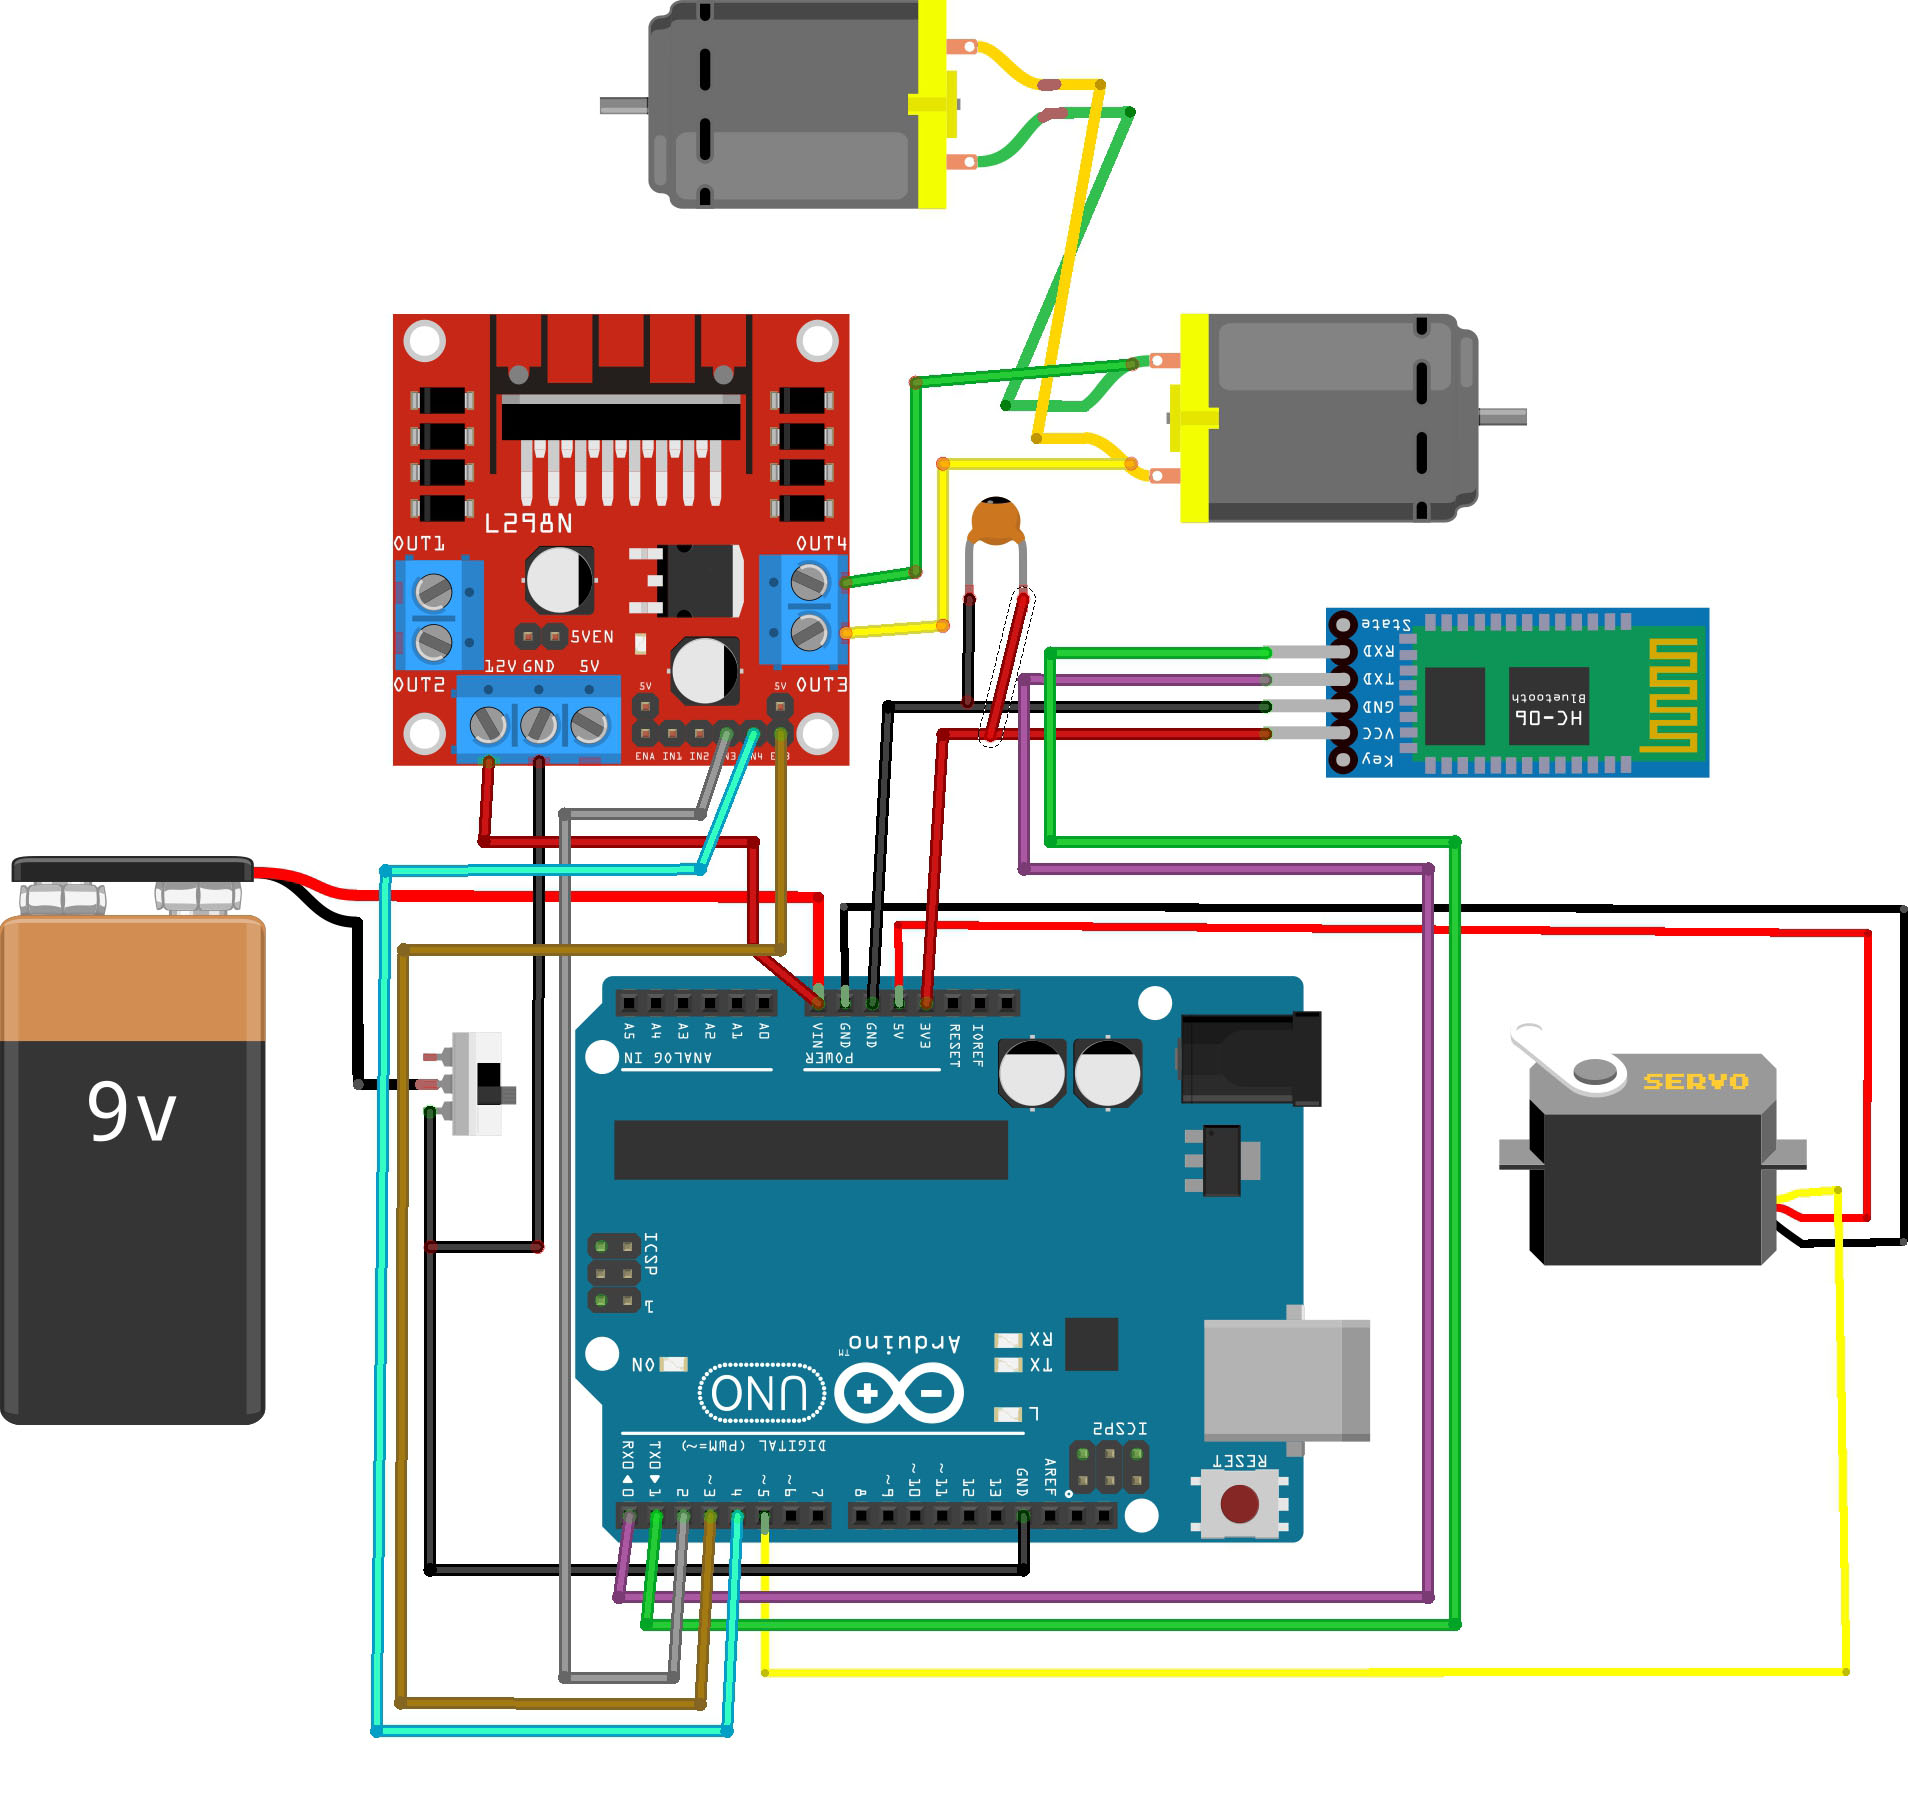 L298N
OUT1
OUT4
5VEN
12V GND 5V
OUT2
OUT3
5V
5V
ENA IN1 IN2
State
RXD
TXD
GND
VCC
Key
Bluetooth
HC-06
9v
A5
A4
A3
A2
A1
A0
ANALOG IN
VIN
GND
GND
5V
3V3
RESET
IOREF
POWER
SERVO
ICSP
1
Arduino
TM
UNO
ON
RX
TX
L
ICSP2
RESET
DIGITAL (PWM=~)
RX0
TX0
0
1
2
~3
4
~5
~6
7
8
~9
~10
~11
12
13
GND
AREF